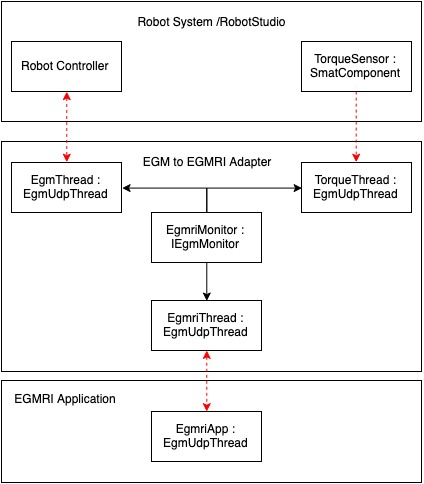 Robot System /RobotStudio
Robot Controller
TorqueSensor :
SmatComponent
EGM to EGMRI Adapter
EgmThread :
EgmUdpThread
TorqueThread :
EgmUdpThread
EgmriMonitor :
IEgmMonitor
EgmriThread :
EgmUdpThread
EGMRI Application
EgmriApp :
EgmUdpThread